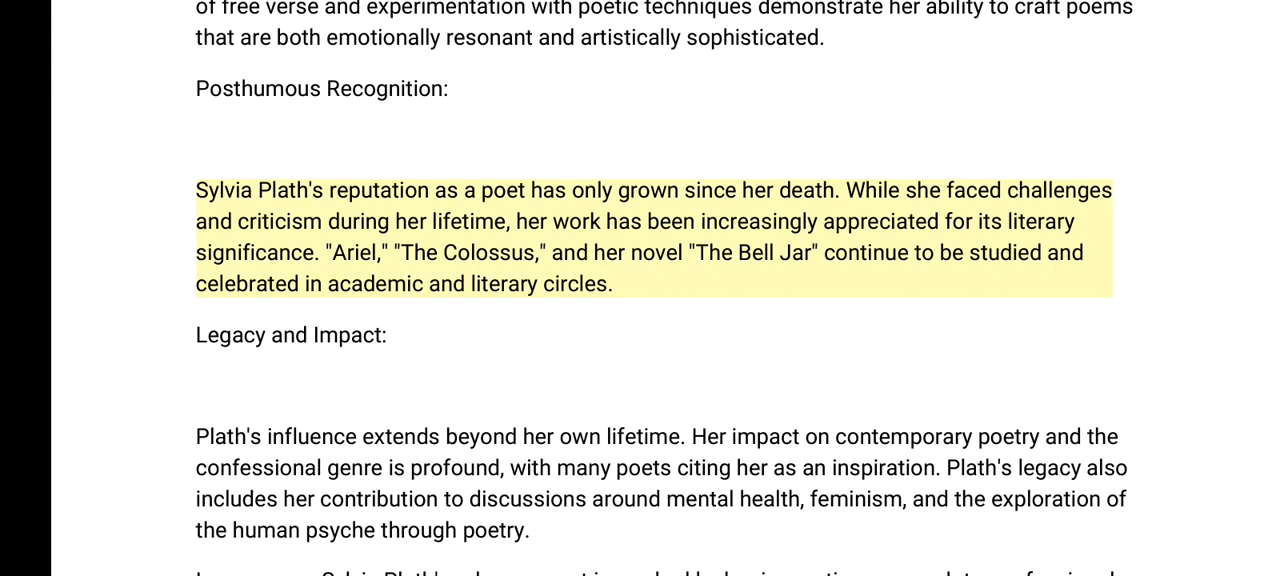 of free verse and experimentation with poetic techniques demonstrate her ability to craft poems
that are both emotionally resonant and artistically sophisticated.
Posthumous Recognition:
Sylvia Plath's reputation as a poet has only grown since her death. While she faced challenges
and criticism during her lifetime, her work has been increasingly appreciated for its literary
significance. "Ariel," "The Colossus," and her novel "The Bell Jar" continue to be studied and
celebrated in academic and literary circles.
Legacy and Impact:
Plath's influence extends beyond her own lifetime. Her impact on contemporary poetry and the
confessional genre is profound, with many poets citing her as an inspiration. Plath's legacy also
includes her contribution to discussions around mental health, feminism, and the exploration of
the human psyche through poetry.